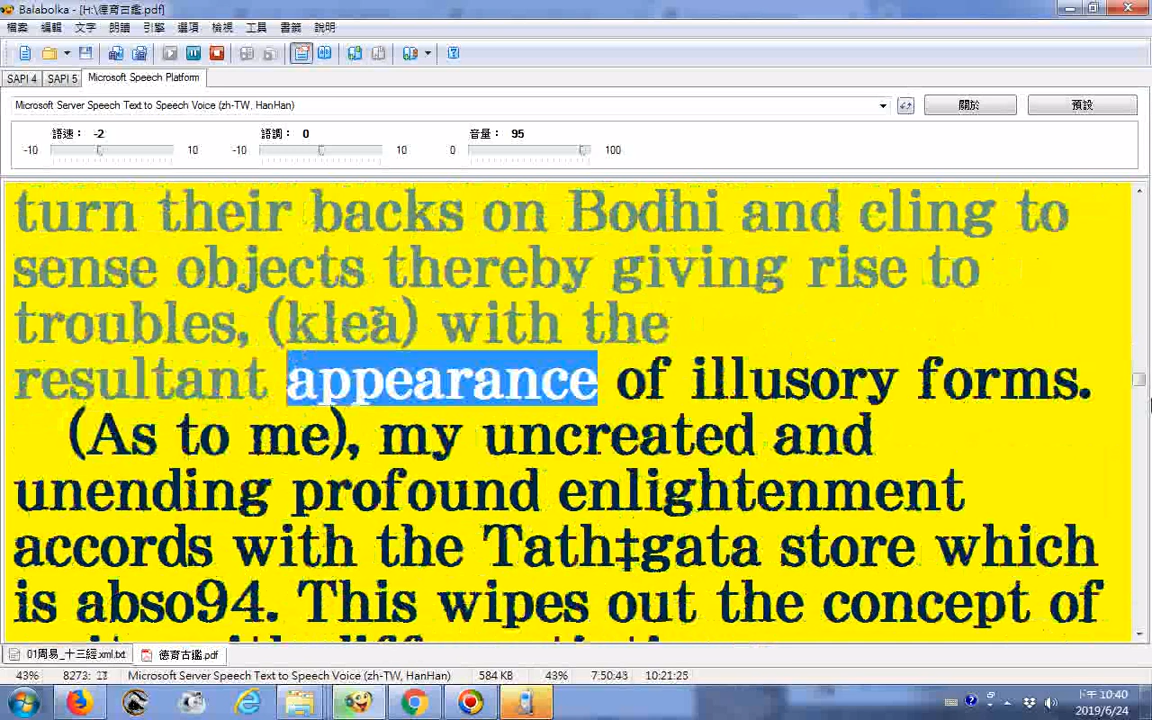 Balabolka - [H:\德育古鑑.pdf]
檔案 編輯 文字 朗讀 引擎 選項 檢視 工具 書籤 說明
SAPI 4 SAPI 5 Microsoft Speech Platform
Microsoft Server Speech Text to Speech Voice (zh-TW, HanHan) 關於 預設
語速： -2 語調： 0 音量： 95
-10 10 -10 10 0 100
turn their backs on Bodhi and cling to
sense objects thereby giving rise to
troubles, (kleä) with the
resultant appearance of illusory forms.
(As to me), my uncreated and
unending profound enlightenment
accords with the Tath‡gata store which
is abso94. This wipes out the concept of
01周易_十三經.xml.txt 德育古鑑.pdf
43% 8273: 13 Microsoft Server Speech Text to Speech Voice (zh-TW, HanHan) 584 KB 43% 7:50:43 10:21:25
下午 10:40
2019/6/24